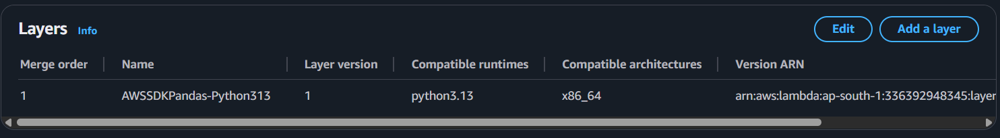 Layers Info Edit Add a layer
Merge order Name Layer version Compatible runtimes Compatible architectures Version ARN
1 AWSSDKPandas-Python313 1 python3.13 x86_64 arn:aws:lambda:ap-south-1:336392948345:layer